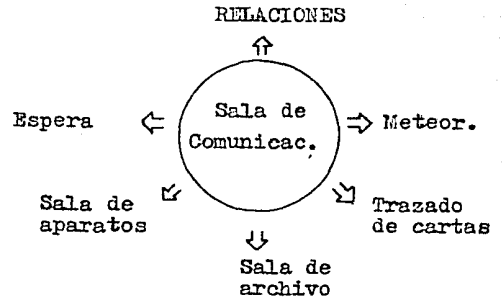 RELACIONES
Espera
Sala de
Comunicac.
Meteor.
Sala de
aparatos
Trazado
de cartas
Sala de
archivo